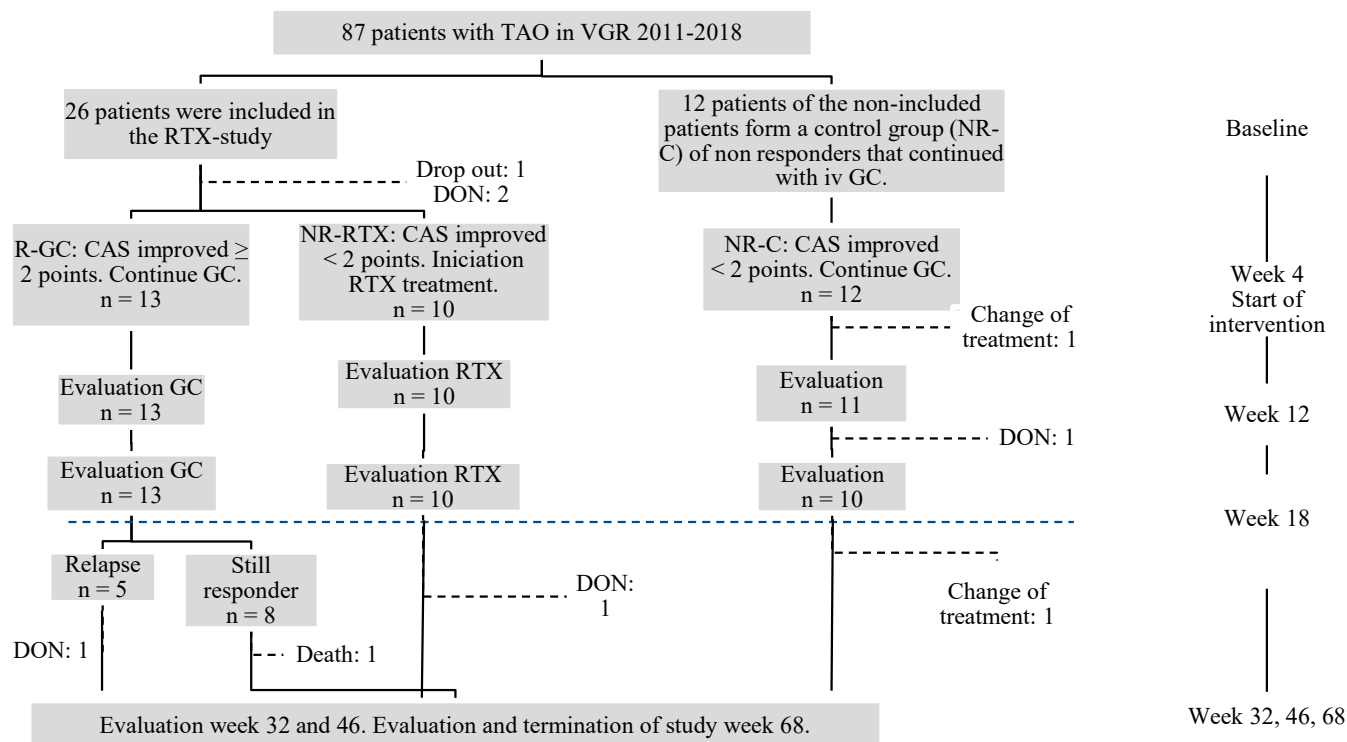 87 patients with TAO in VGR 2011-2018
26 patients were included in
the RTX-study
12 patients of the non-included
patients form a control group (NR-
C) of non responders that continued
with iv GC.
Baseline
Drop out: 1
DON: 2
R-GC: CAS improved ≥
2 points. Continue GC.
n = 13
NR-RTX: CAS improved
< 2 points. Iniciation
RTX treatment.
n = 10
NR-C: CAS improved
< 2 points. Continue GC.
n = 12
Week 4
Start of
intervention
Change of
treatment: 1
Evaluation GC
n = 13
Evaluation RTX
n = 10
Evaluation
n = 11
Week 12
DON: 1
Evaluation GC
n = 13
Evaluation RTX
n = 10
Evaluation
n = 10
Week 18
Relapse
n = 5
Still
responder
n = 8
DON:
1
Change of
treatment: 1
DON: 1
Death: 1
Evaluation week 32 and 46. Evaluation and termination of study week 68.
Week 32, 46, 68